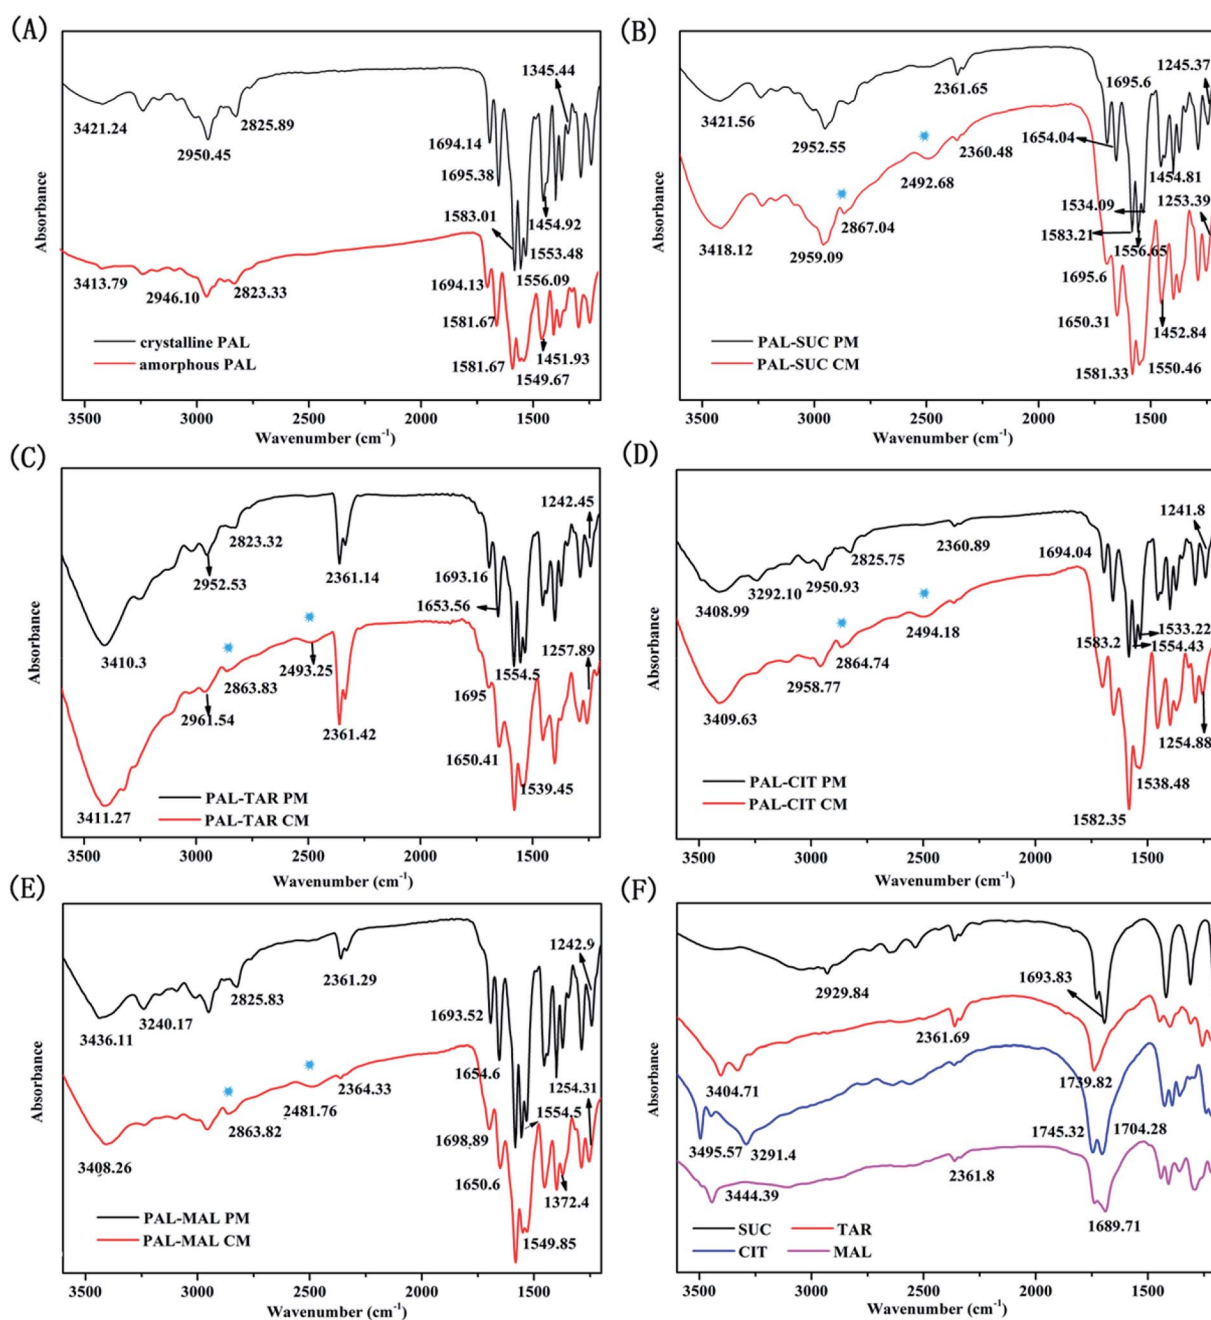 (A)
1345.44
3421.24
2825.89
2950.45
1694.14
1695.38
1583.01
1454.92
1553.48
1556.09
3413.79
2946.10
2823.33
1694.13
1581.67
1451.93
1581.67
1549.67
crystalline PAL
amorphous PAL
Absorbance
3500 3000 2500 2000 1500
Wavenumber (cm-1)
(B)
1245.37
2361.65
1695.6
3421.56
2952.55
1654.04
2360.48
1454.81
2492.68
2867.04
1534.09
1253.39
1583.21
1556.65
3418.12
2959.09
1695.6
1650.31
1452.84
1581.33
1550.46
PAL-SUC PM
PAL-SUC CM
Absorbance
3500 3000 2500 2000 1500
Wavenumber (cm-1)
(C)
1242.45
2823.32
2952.53
2361.14
1693.16
1653.56
3410.3
1554.5
1257.89
2863.83
2493.25
1695
2961.54
2361.42
1650.41
1539.45
3411.27
PAL-TAR PM
PAL-TAR CM
Absorbance
3500 3000 2500 2000 1500
Wavenumber (cm-1)
(D)
1241.8
2825.75
2360.89
1694.04
3408.99
3292.10
2950.93
1533.22
1583.2
1554.43
2494.18
2864.74
2958.77
3409.63
1254.88
1538.48
1582.35
PAL-CIT PM
PAL-CIT CM
Absorbance
3500 3000 2500 2000 1500
Wavenumber (cm-1)
(E)
1242.9
2361.29
2825.83
3240.17
3436.11
1693.52
1654.6
1254.31
2364.33
2481.76
1554.5
2863.82
1698.89
3408.26
1650.6
1372.4
1549.85
PAL-MAL PM
PAL-MAL CM
Absorbance
3500 3000 2500 2000 1500
Wavenumber (cm-1)
(F)
1693.83
2929.84
2361.69
3404.71
1739.82
1745.32
1704.28
3495.57
3291.4
3444.39
2361.8
1689.71
SUC TAR
CIT MAL
Absorbance
3500 3000 2500 2000 1500
Wavenumber (cm-1)